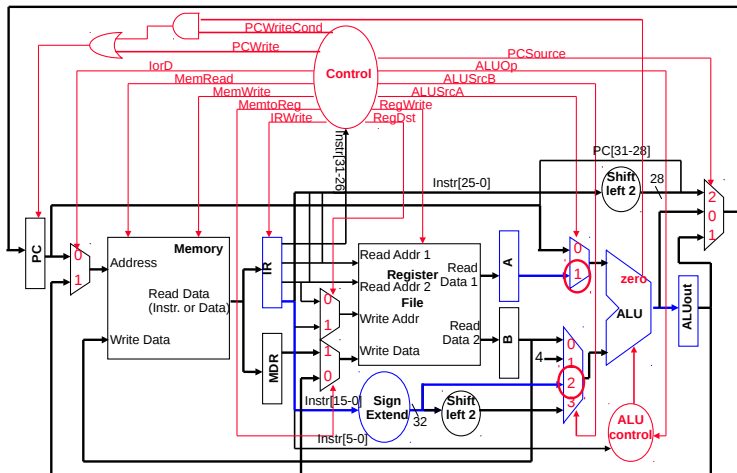 PCWriteCond
PCWrite
PCSource
IorD
Control
ALUOp
MemRead
ALUSrcB
MemWrite
ALUSrcA
MemtoReg
RegWrite
IRWrite
RegDst
Instr[31-26]
PC[31-28]
Instr[25-0]
Shift
left 2
28
2
0
1
PC
0
1
Memory
Address
Read Data
(Instr. or Data)
Write Data
IR
MDR
Read Addr 1
Register
Read Addr 2
File
Write Addr
Write Data
Read
Data 1
Read
Data 2
0
1
1
0
A
B
0
1
4
0
1
2
3
zero
ALU
ALUout
Instr[15-0]
Sign
Extend
32
Shift
left 2
ALU
control
Instr[5-0]